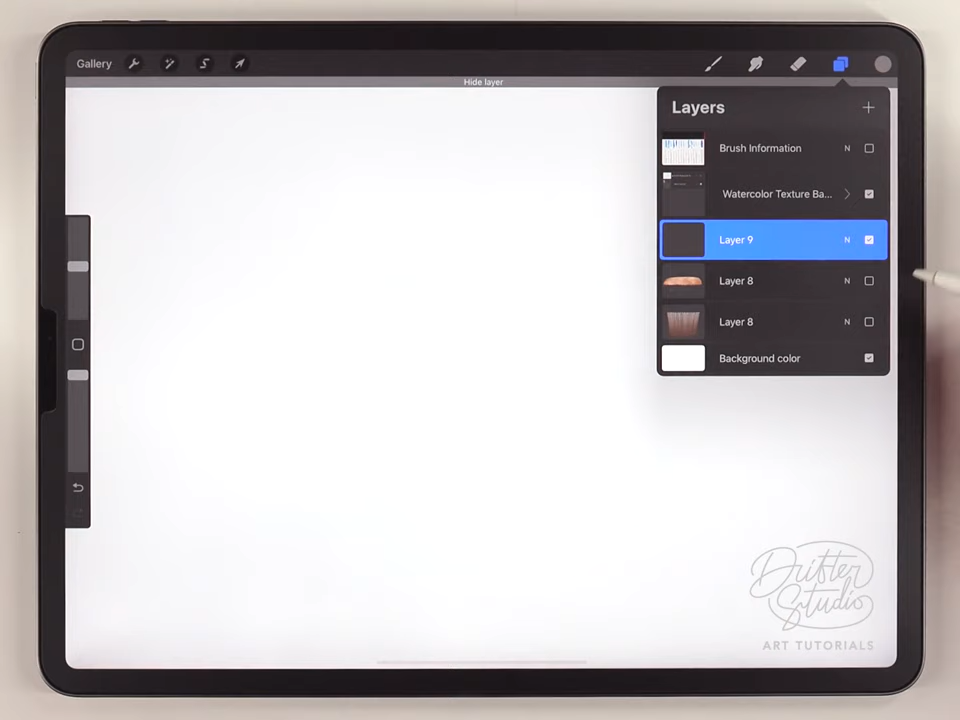 Gallery
Hide layer
Layers
Brush Information N
Watercolor Texture Ba...
Layer 9 N
Layer 8 N
Layer 8 N
Background color
Drifter
Studio
ART TUTORIALS